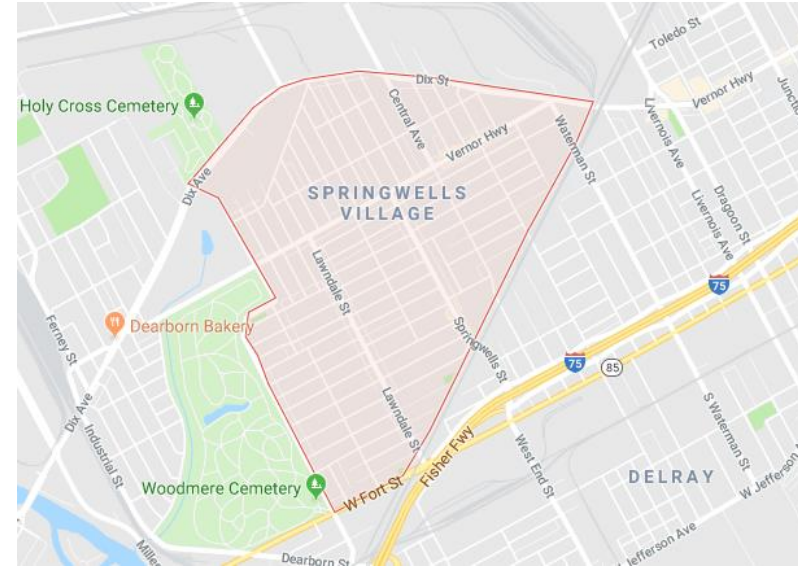 Toledo St
Dix St
Holy Cross Cemetery
Central Ave
Vernor Hwy
Livernois Ave
Waterman St
Vernor Hwy
Dix Ave
SPRINGWELLS
VILLAGE
Dragoon St
Livernois Ave
Lawndale St
75
Dearborn Bakery
Ferney St
Springwells St
75
85
Dix Ave
Lawndale St
Industrial St
Fisher Fwy
West End St
S Waterman St
Woodmere Cemetery
W Fort St
DELRAY
W Jefferson A
Jefferson Ave
Dearborn St